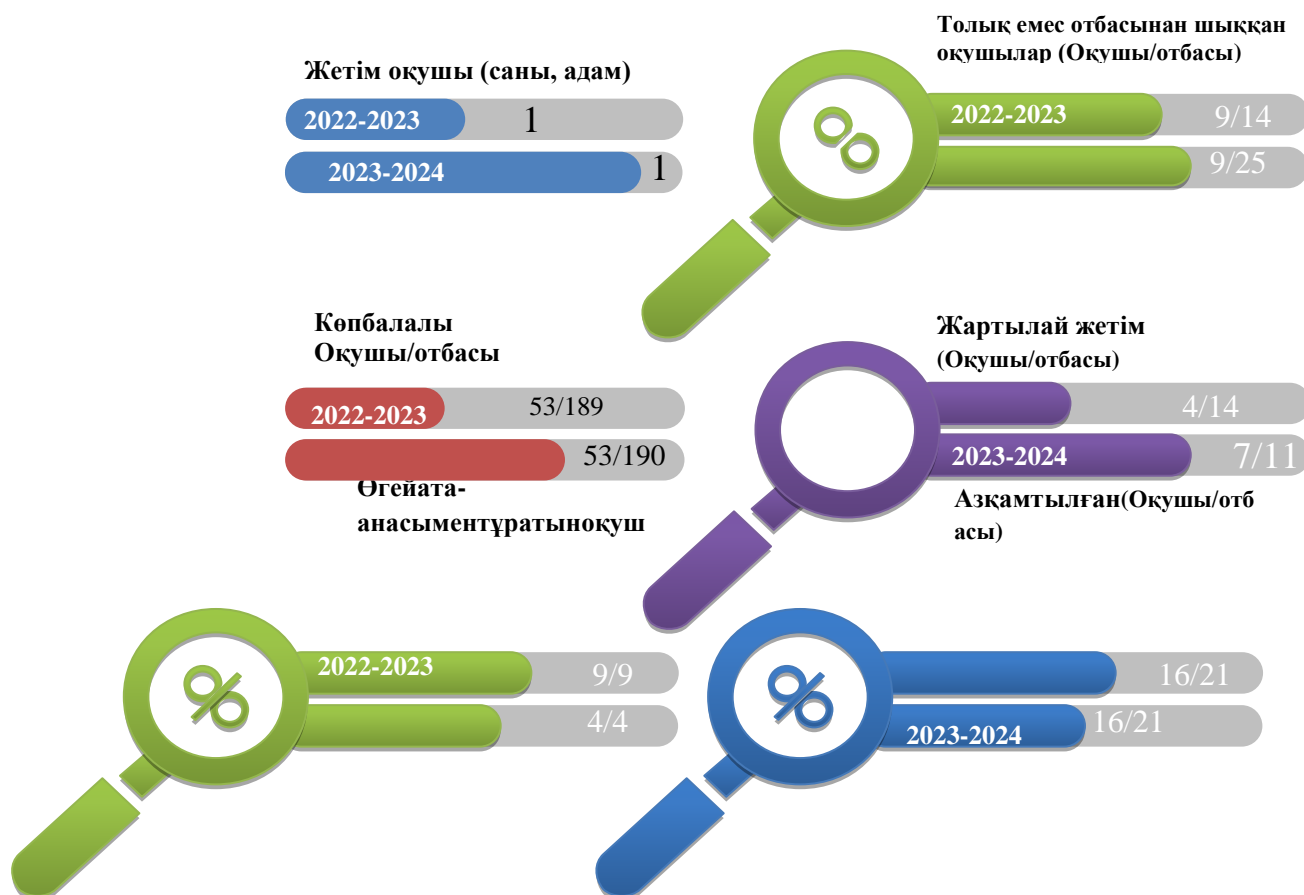 Жетім оқушы (саны, адам)
2022-2023 1
2023-2024 1
Толық емес отбасынан шыққан
оқушылар (Оқушы/отбасы)
2022-2023 9/14
9/25
Көпбалалы
Оқушы/отбасы
2022-2023 53/189
53/190
Жартылай жетім
(Оқушы/отбасы)
4/14
2023-2024 7/11
Өгейата-
анасыментұратыноқуш
2022-2023 9/9
4/4
Азқамтылған(Оқушы/отб
асы)
16/21
2023-2024 16/21